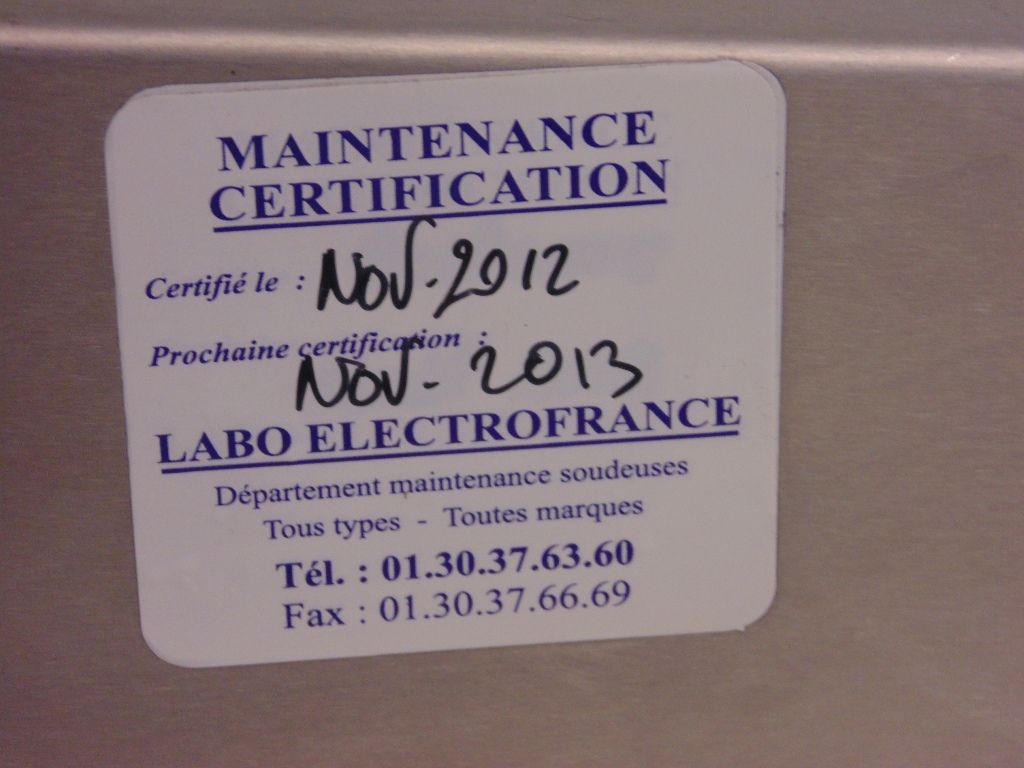 MAINTENANCE
CERTIFICATION
Certifié le : Nov. 2012
Prochaine certification :
Nov - 2013
LABO ELECTROFRANCE
Département maintenance soudeuses
Tous types - Toutes marques
Tél. : 01.30.37.63.60
Fax : 01.30.37.66.69